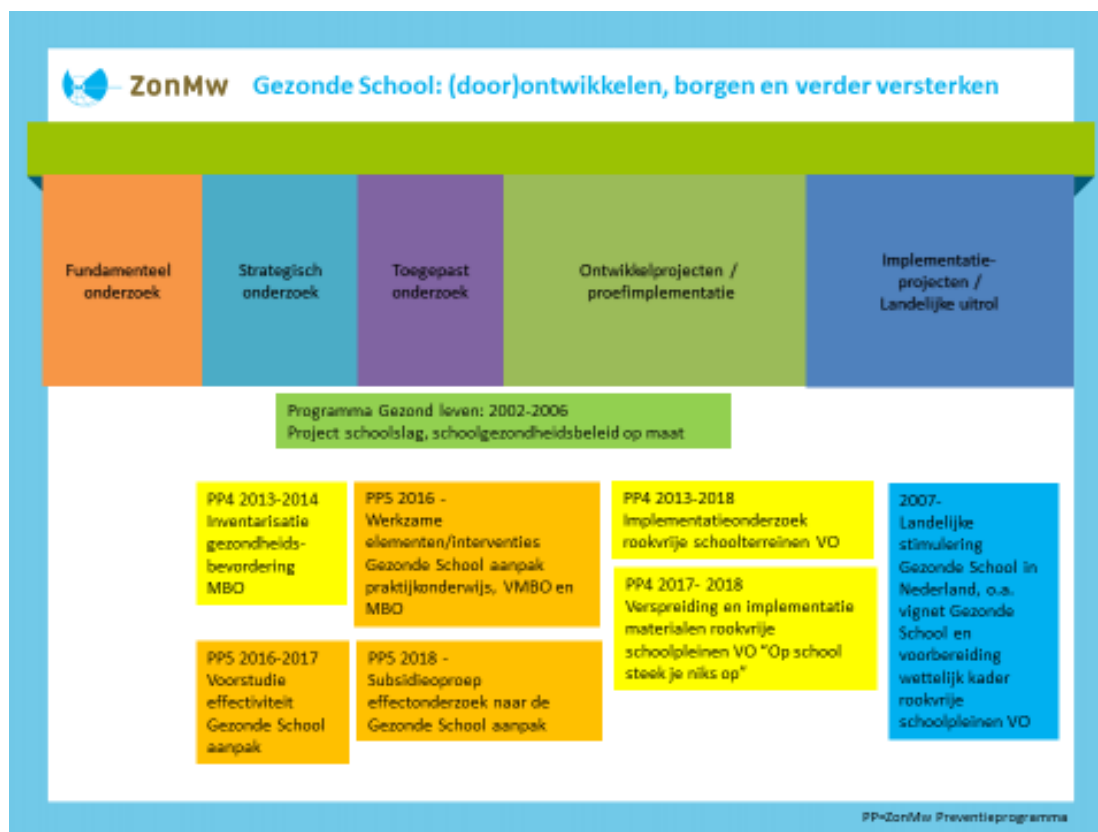 ZonMw
Gezonde School: (door)ontwikkelen, borgen en verder versterken
Fundamenteel
onderzoek
Strategisch
onderzoek
Toegepast
onderzoek
Ontwikkelprojecten /
proefimplementatie
Implementatie-
projecten /
Landelijke uitrol
Programma Gezond leven: 2002-2006
Project schoolslag, schoolgezondheidsbeleid op maat
PP4 2013-2014
Inventarisatie
gezondheids-
bevordering
MBO
PP5 2016 -
Werkzame
elementen/interventies
Gezonde School aanpak
praktijkonderwijs, VMBO en
MBO
PP4 2013-2018
Implementatieonderzoek
rookvrije schoolterreinen VO
2007-
Landelijke
stimulering
Gezonde School in
Nederland, o.a.
vignet Gezonde
School en
voorbereiding
wettelijk kader
rookvrije
schoolpleinen VO
PP4 2017- 2018
Verspreiding en implementatie
materialen rookvrije
schoolpleinen VO “Op school
steek je niks op”
PP5 2016-2017
Voorstudie
effectiviteit
Gezonde School
aanpak
PP5 2018 -
Subsidieoproep
effectonderzoek naar de
Gezonde School aanpak
PP=ZonMw Preventieprogramma